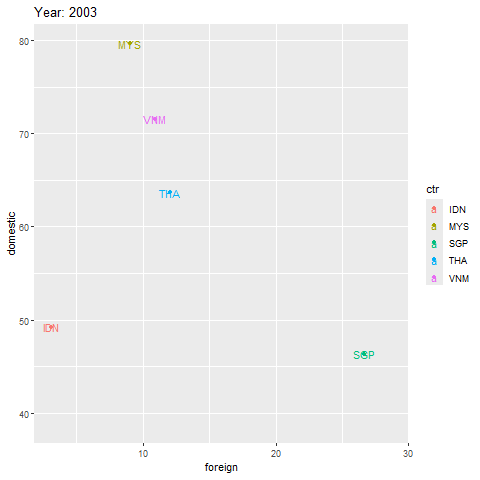 Year: 2003
80
70
60
50
40
domestic
MYS
VNM
THA
IDN
SGP
10
20
30
foreign
ctr
a IDN
a MYS
a SGP
a THA
a VNM